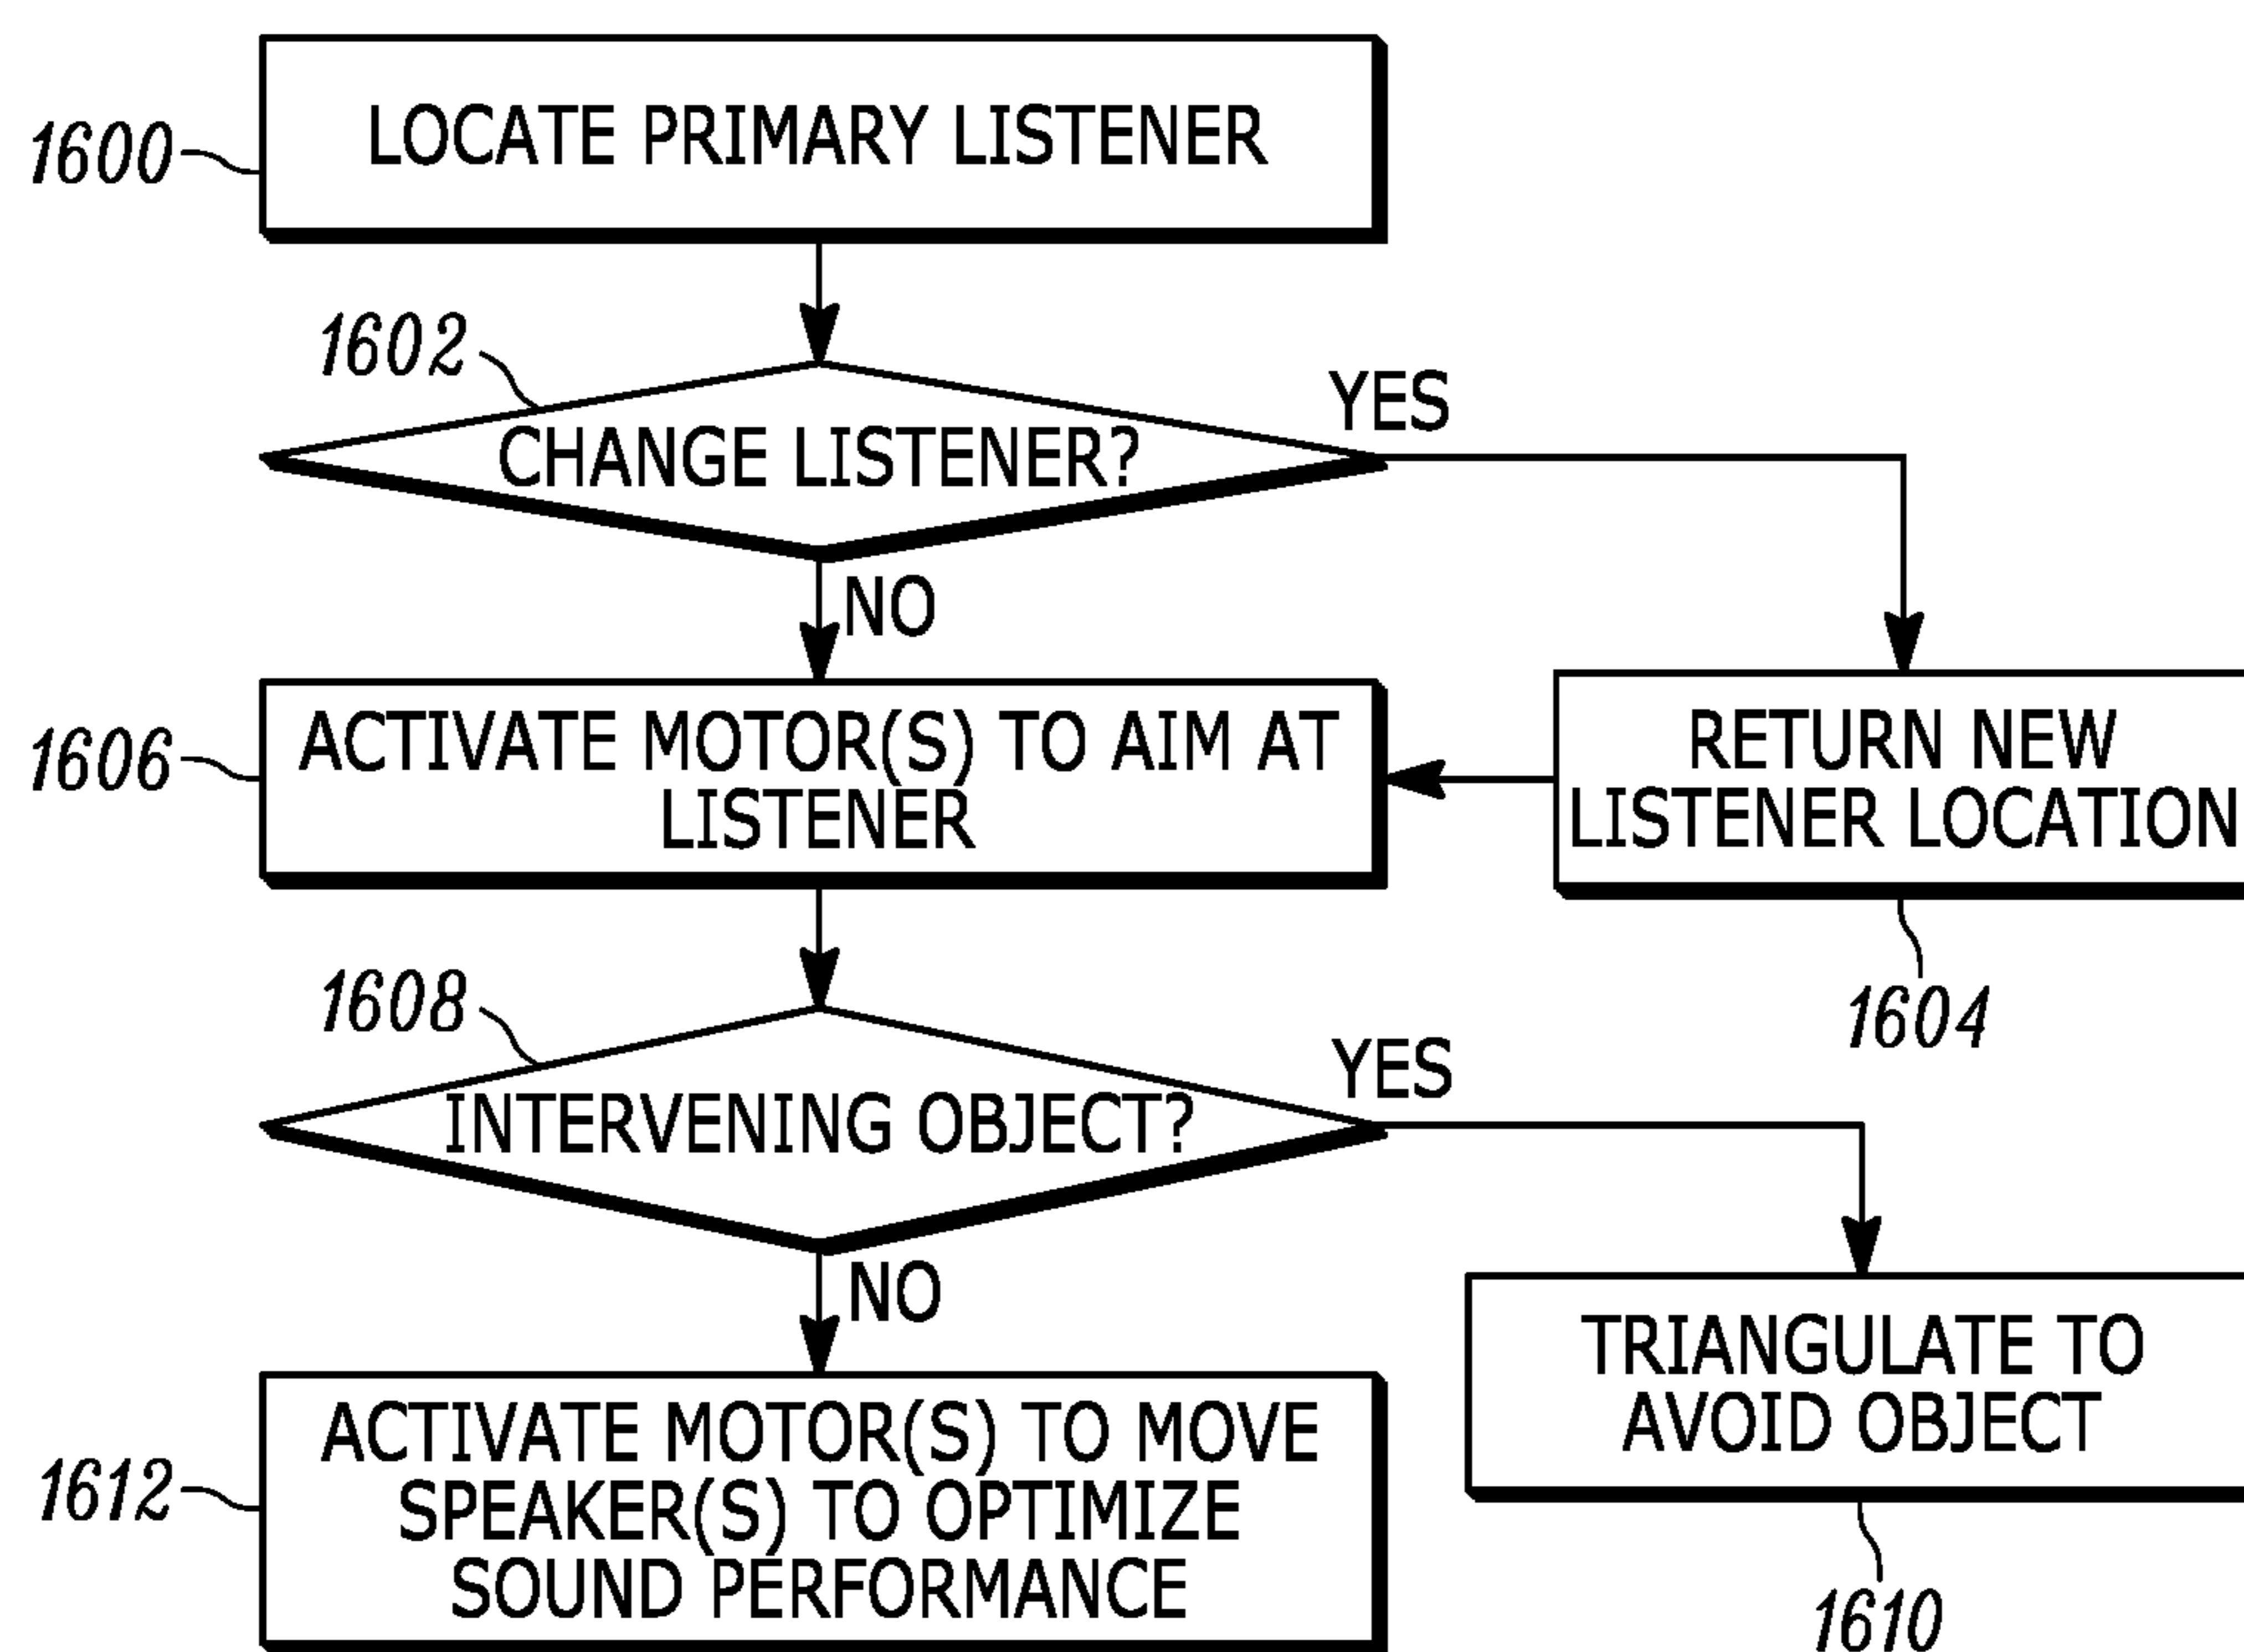 LOCATE PRIMARY LISTENER
1600
1602
CHANGE LISTENER?
YES
NO
1606
ACTIVATE MOTOR(S) TO AIM AT
LISTENER
RETURN NEW
LISTENER LOCATION
1604
1608
INTERVENING OBJECT?
YES
NO
TRIANGULATE TO
AVOID OBJECT
1610
1612
ACTIVATE MOTOR(S) TO MOVE
SPEAKER(S) TO OPTIMIZE
SOUND PERFORMANCE